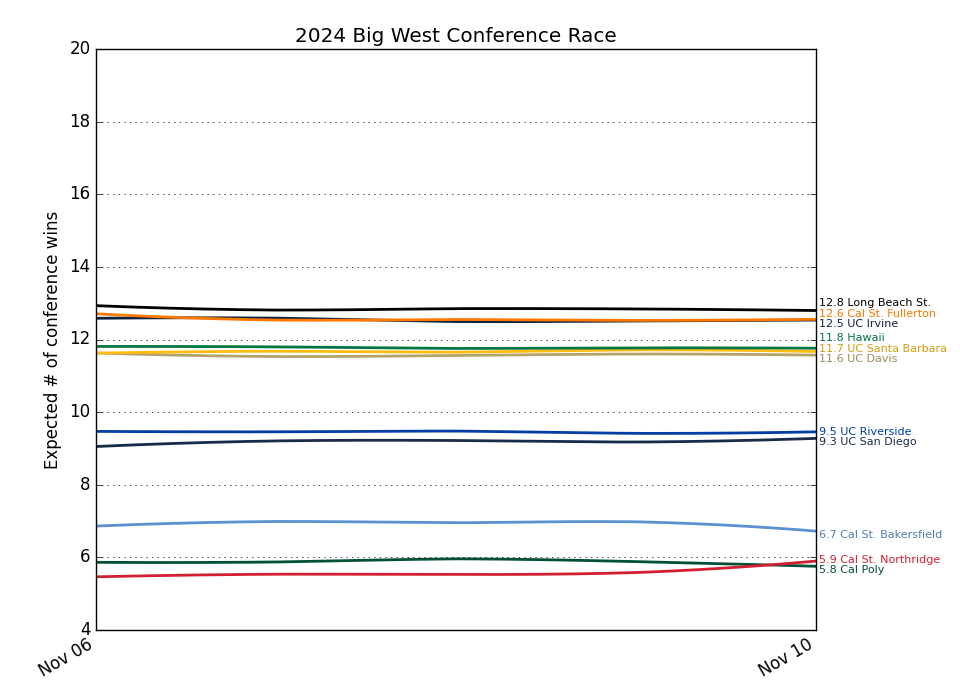 2024 Big West Conference Race
Expected # of conference wins
20
18
16
14
12
10
8
6
4
12.8 Long Beach St.
12.6 Cal St. Fullerton
12.5 UC Irvine
11.8 Hawaii
11.7 UC Santa Barbara
11.6 UC Davis
9.5 UC Riverside
9.3 UC San Diego
6.7 Cal St. Bakersfield
5.9 Cal St. Northridge
5.8 Cal Poly
Nov 06
Nov 10